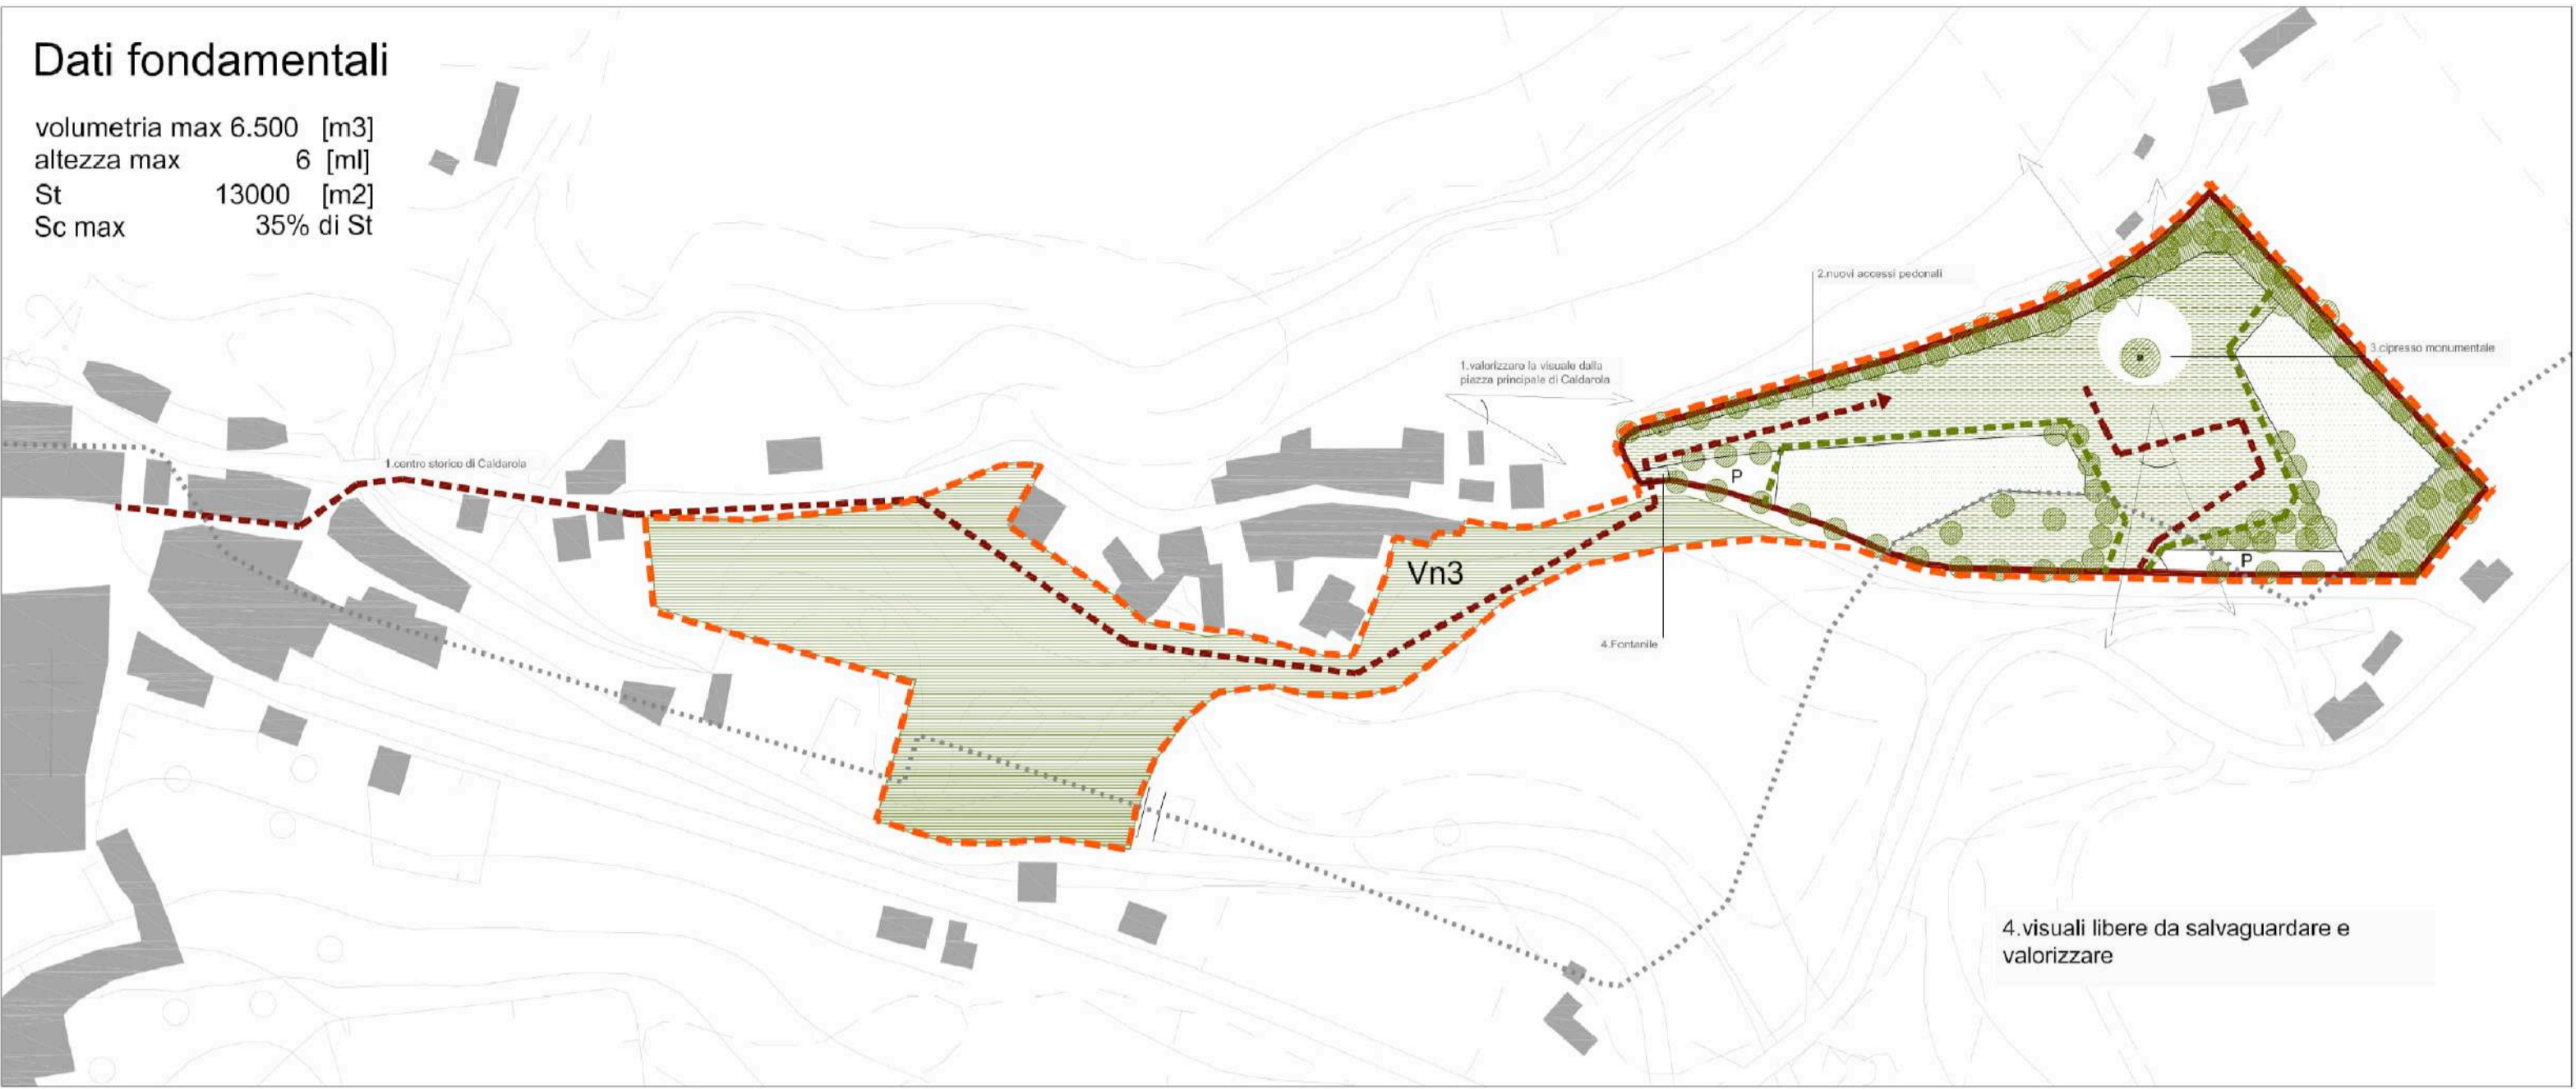 Dati fondamentali
volumetria max 6.500 [m3]
altezza max 6 [ml]
St 13000 [m2]
Sc max 35% di St
2.nuovi accessi pedonali
1.valorizzare la visuale dalla
piazza principale di Caldarola
3.cipresso monumentale
1.centro storico di Caldarola
P
Vn3
P
4.Fontanile
4.visuali libere da salvaguardare e
valorizzare